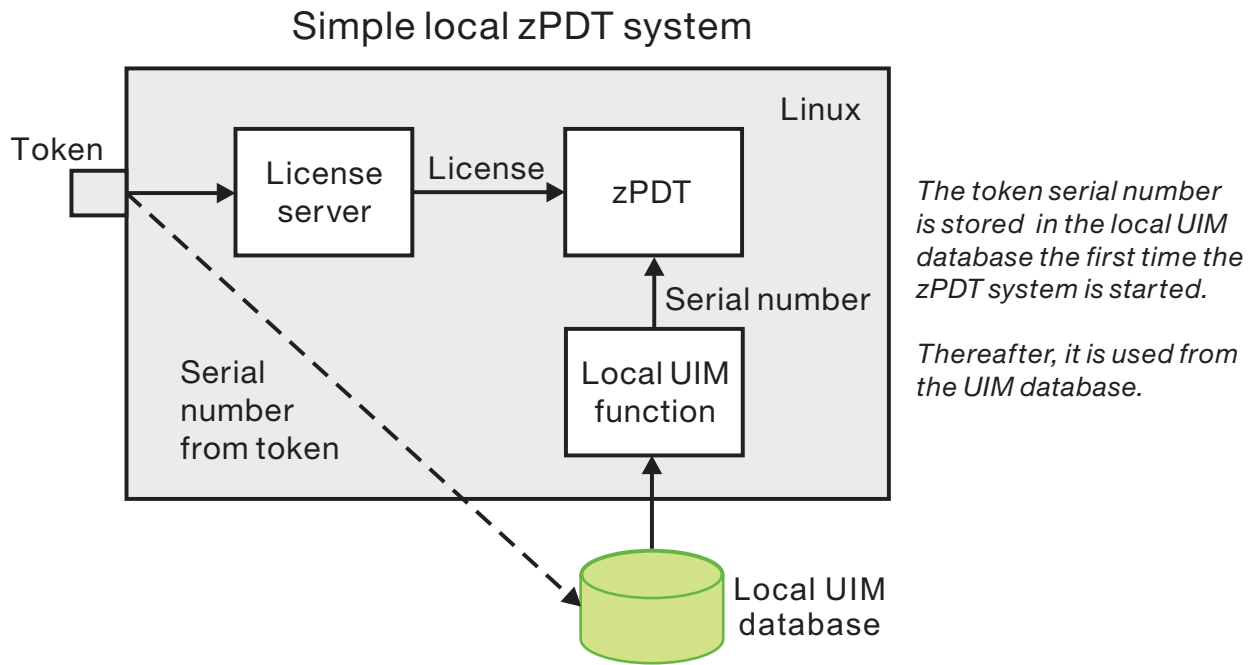 Simple local zPDT system
Linux
Token
License
server
License
zPDT
Serial number
Local UIM
function
Serial
number
from token
Local UIM
database
The token serial number
is stored in the local UIM
database the first time the
zPDT system is started.
Thereafter, it is used from
the UIM database.